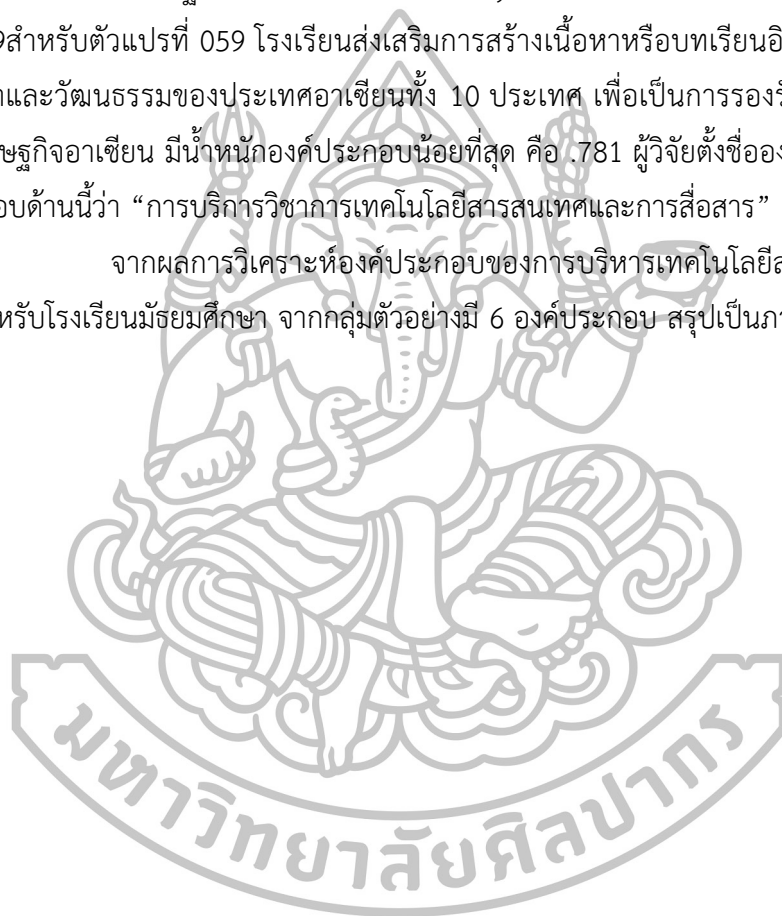 9สำหรับตัวแปรที่ 059 โรงเรียนส่งเสริมการสร้างเนื้อหาหรือบทเรียนอิ
และวัฒนธรรมของประเทศอาเซียนทั้ง 10 ประเทศ เพื่อเป็นการรองรั
ษฐกิจอาเซียน มีน้ำหนักองค์ประกอบน้อยที่สุด คือ .781 ผู้วิจัยตั้งชื่ออง
อบด้านนี้ว่า “การบริการวิชาการเทคโนโลยีสารสนเทศและการสื่อสาร”
จากผลการวิเคราะห์องค์ประกอบของการบริหารเทคโนโลยีส
หรับโรงเรียนมัธยมศึกษา จากกลุ่มตัวอย่างมี 6 องค์ประกอบ สรุปเป็นภา
มหาวิทยาลัยศิลปากร